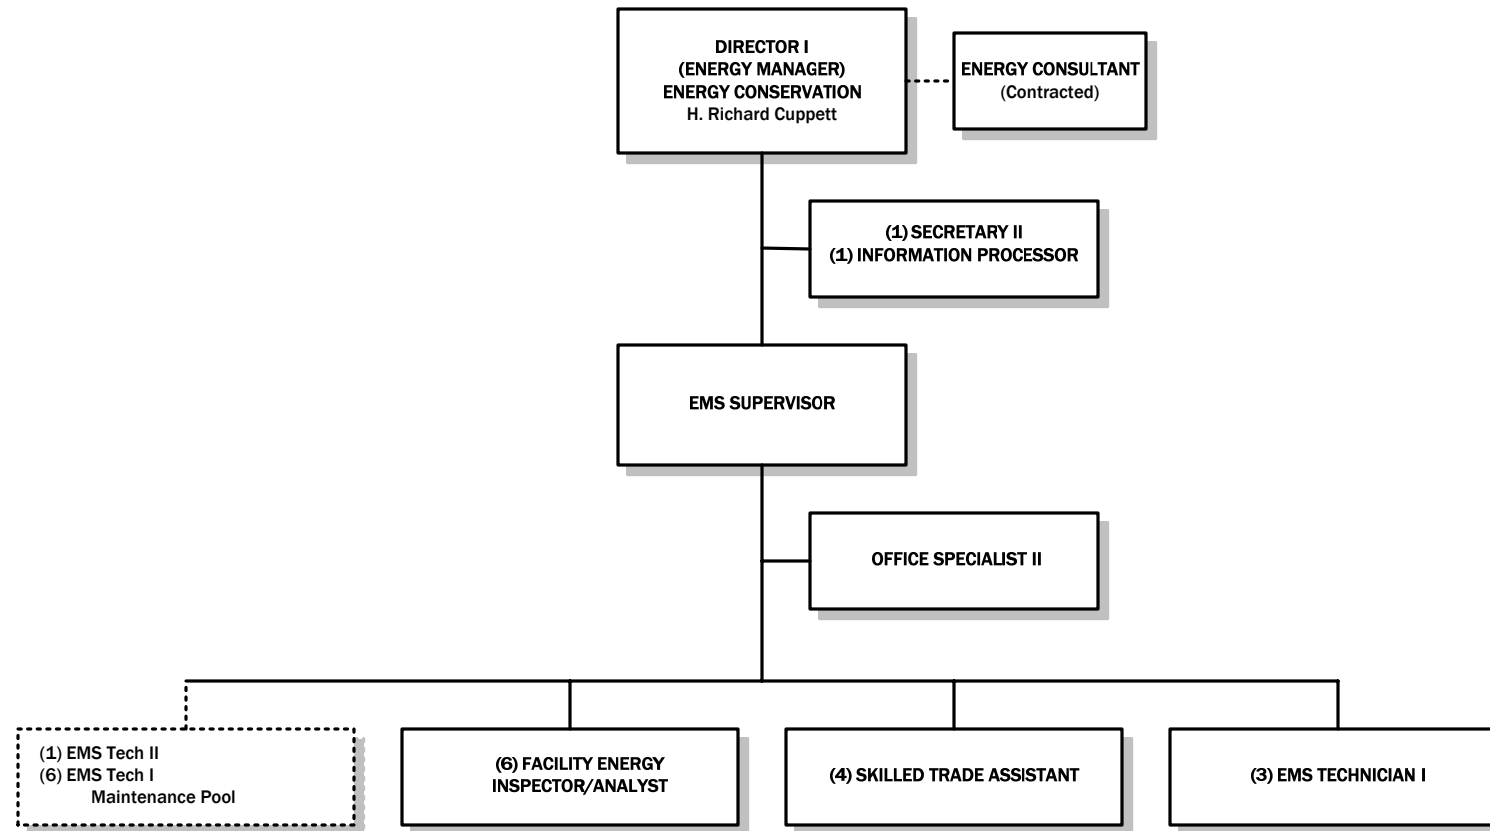 DIRECTOR I
(ENERGY MANAGER)
ENERGY CONSERVATION
H. Richard Cuppett
ENERGY CONSULTANT
(Contracted)
(1) SECRETARY II
(1) INFORMATION PROCESSOR
EMS SUPERVISOR
OFFICE SPECIALIST II
(1) EMS Tech II
(6) EMS Tech I
Maintenance Pool
(6) FACILITY ENERGY
INSPECTOR/ANALYST
(4) SKILLED TRADE ASSISTANT
(3) EMS TECHNICIAN I